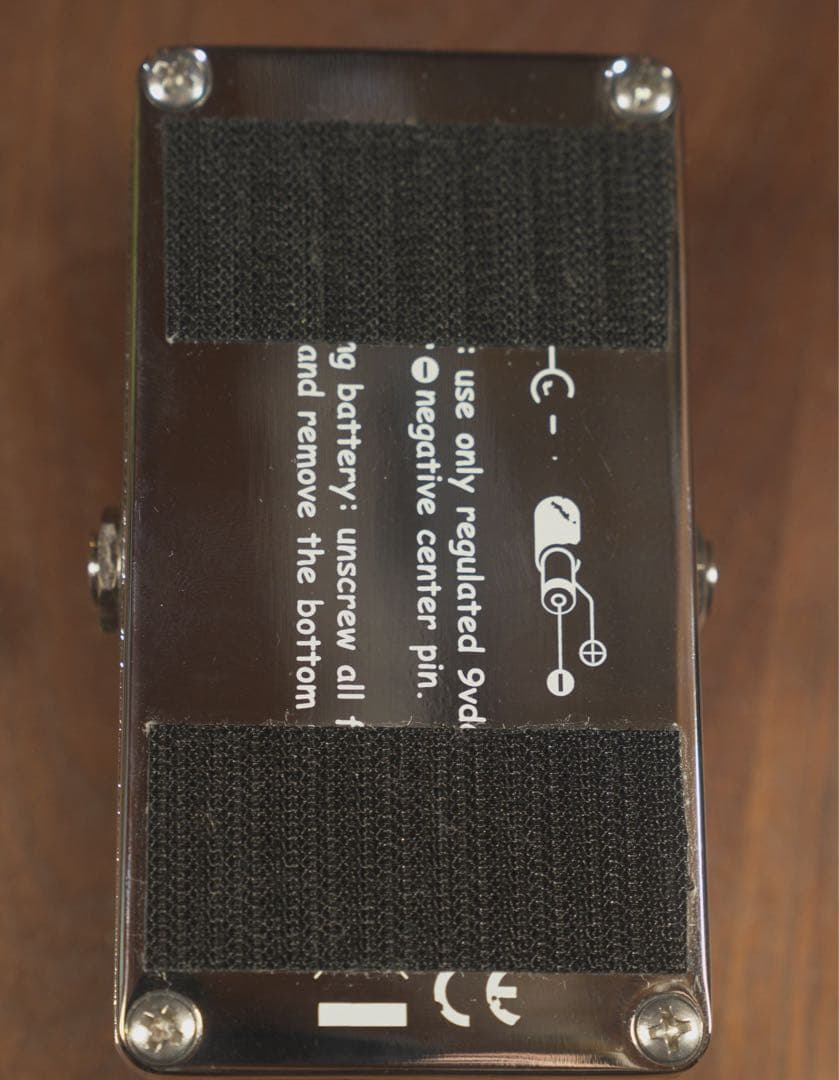 : use only regulated 9vd
⊖ negative center pin.
battery: unscrew all
and remove the bottom
CE